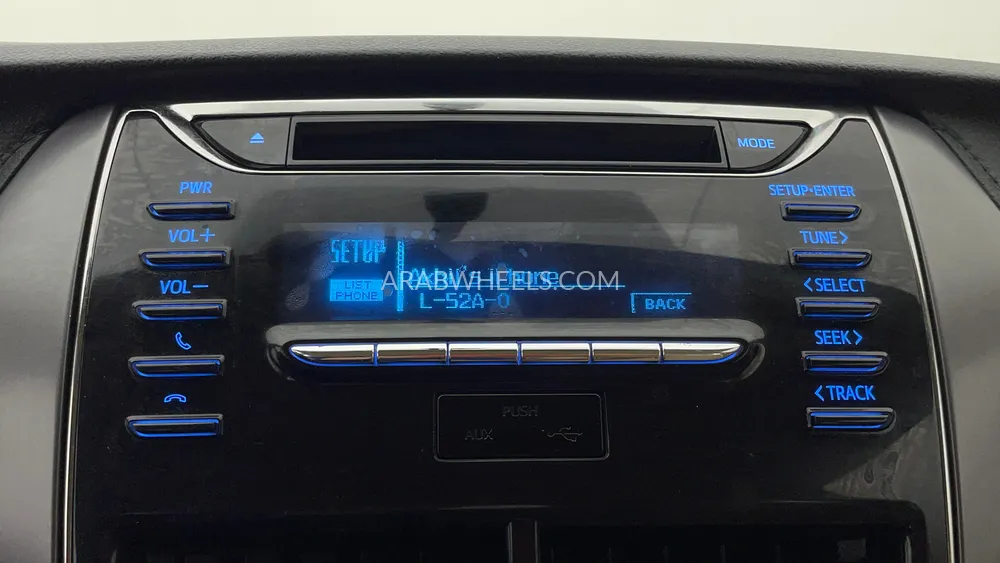 MODE
PWR
SETUP·ENTER
VOL+
TUNE>
SETUP
ARABWHEELS.COM
LIST
PHONE
L-52A-0
BACK
VOL-
<SELECT
SEEK>
<TRACK
PUSH
AUX